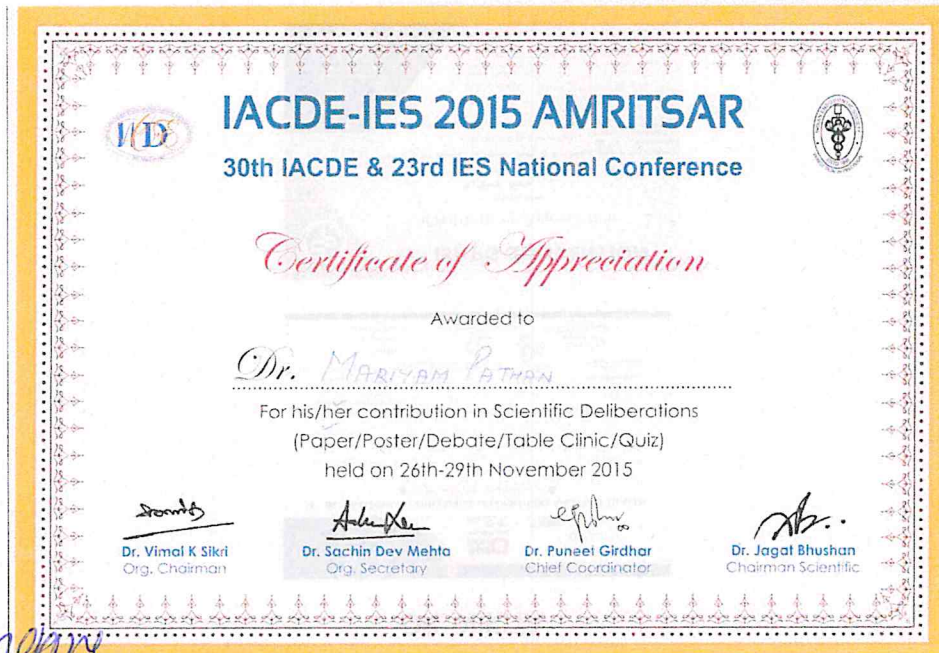 IACDE-IES 2015 AMRITSAR
30th IACDE & 23rd IES National Conference
Certificate of Appreciation
Awarded to
Dr. MARIYAM PATHAN
For his/her contribution in Scientific Deliberations
(Paper/Poster/Debate/Table Clinic/Quiz)
held on 26th-29th November 2015
Dr. Vimal K Sikri
Org. Chairman
Dr. Sachin Dev Mehta
Org. Secretary
Dr. Puneet Girdhar
Chief Coordinator
Dr. Jagat Bhushan
Chairman Scientific